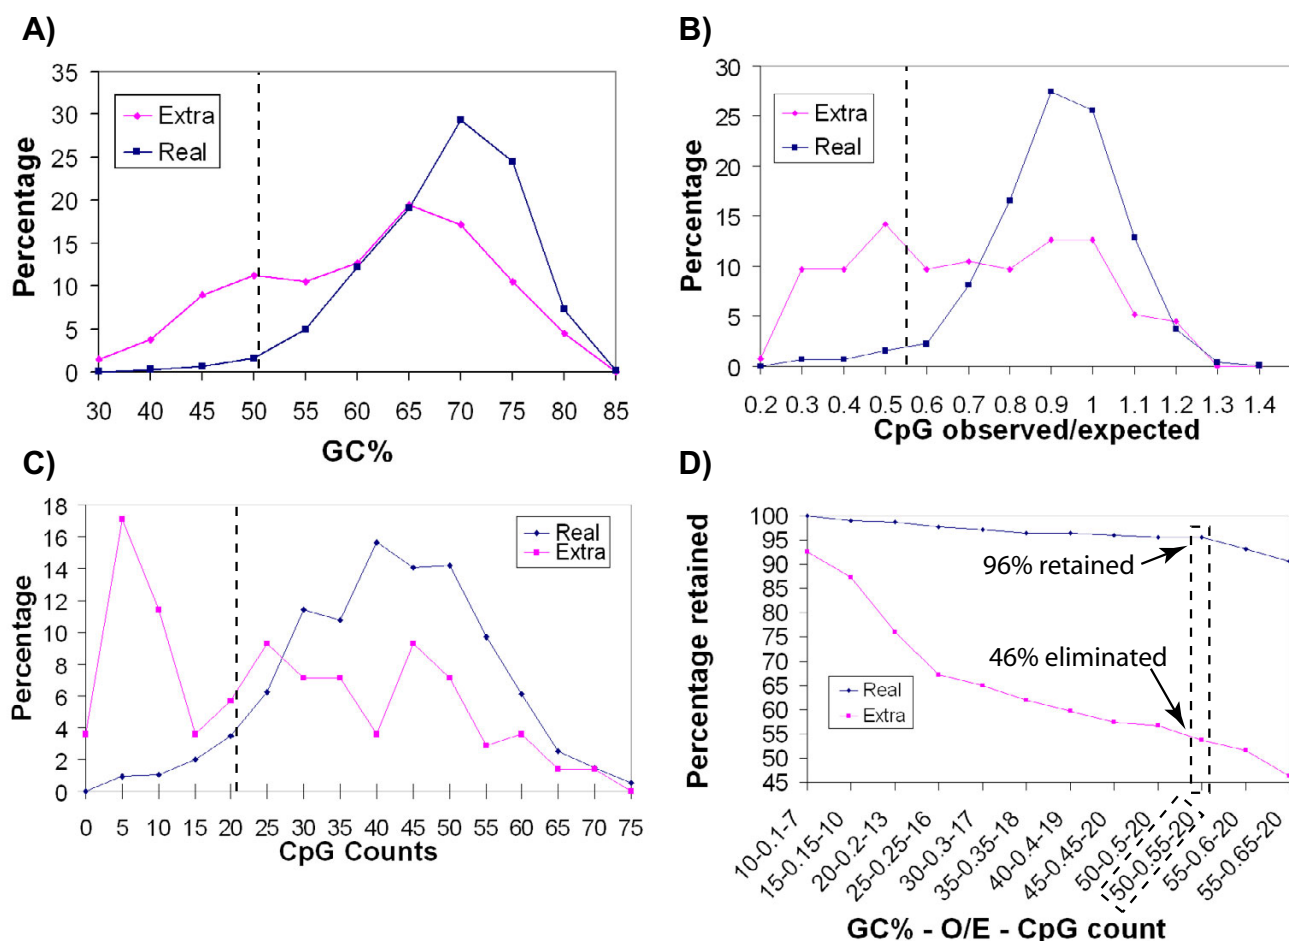 A)
35
30
25
20
15
10
5
0
Percentage
Extra
Real
30 40 45 50 55 60 65 70 75 80 85
GC%
B)
30
25
20
15
10
5
0
Percentage
Extra
Real
0.2 0.3 0.4 0.5 0.6 0.7 0.8 0.9 1 1.1 1.2 1.3 1.4
CpG observed/expected
C)
18
16
14
12
10
8
6
4
2
0
Percentage
Real
Extra
0 5 10 15 20 25 30 35 40 45 50 55 60 65 70 75
CpG Counts
D)
100
95
90
85
80
75
70
65
60
55
50
45
Percentage retained
96% retained
46% eliminated
Real
Extra
10-0.1-7
15-0.15-10
20-0.2-13
25-0.25-16
30-0.3-17
35-0.35-18
40-0.4-19
45-0.45-20
50-0.5-20
50-0.55-20
55-0.6-20
55-0.65-20
GC% - O/E - CpG count